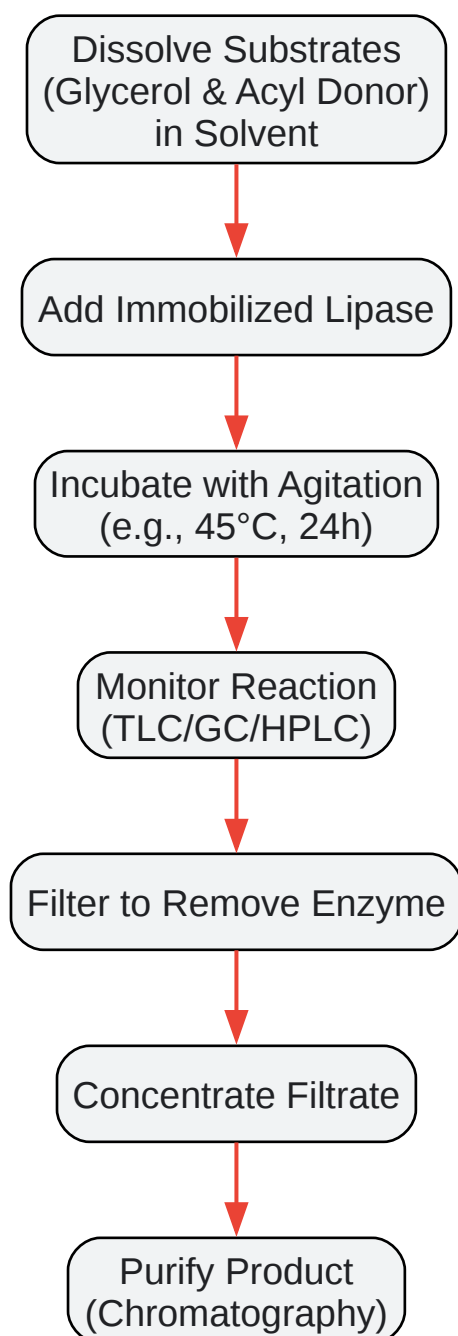 Dissolve Substrates
(Glycerol & Acyl Donor)
in Solvent
Add Immobilized Lipase
Incubate with Agitation
(e.g., 45°C, 24h)
Monitor Reaction
(TLC/GC/HPLC)
Filter to Remove Enzyme
Concentrate Filtrate
Purify Product
(Chromatography)